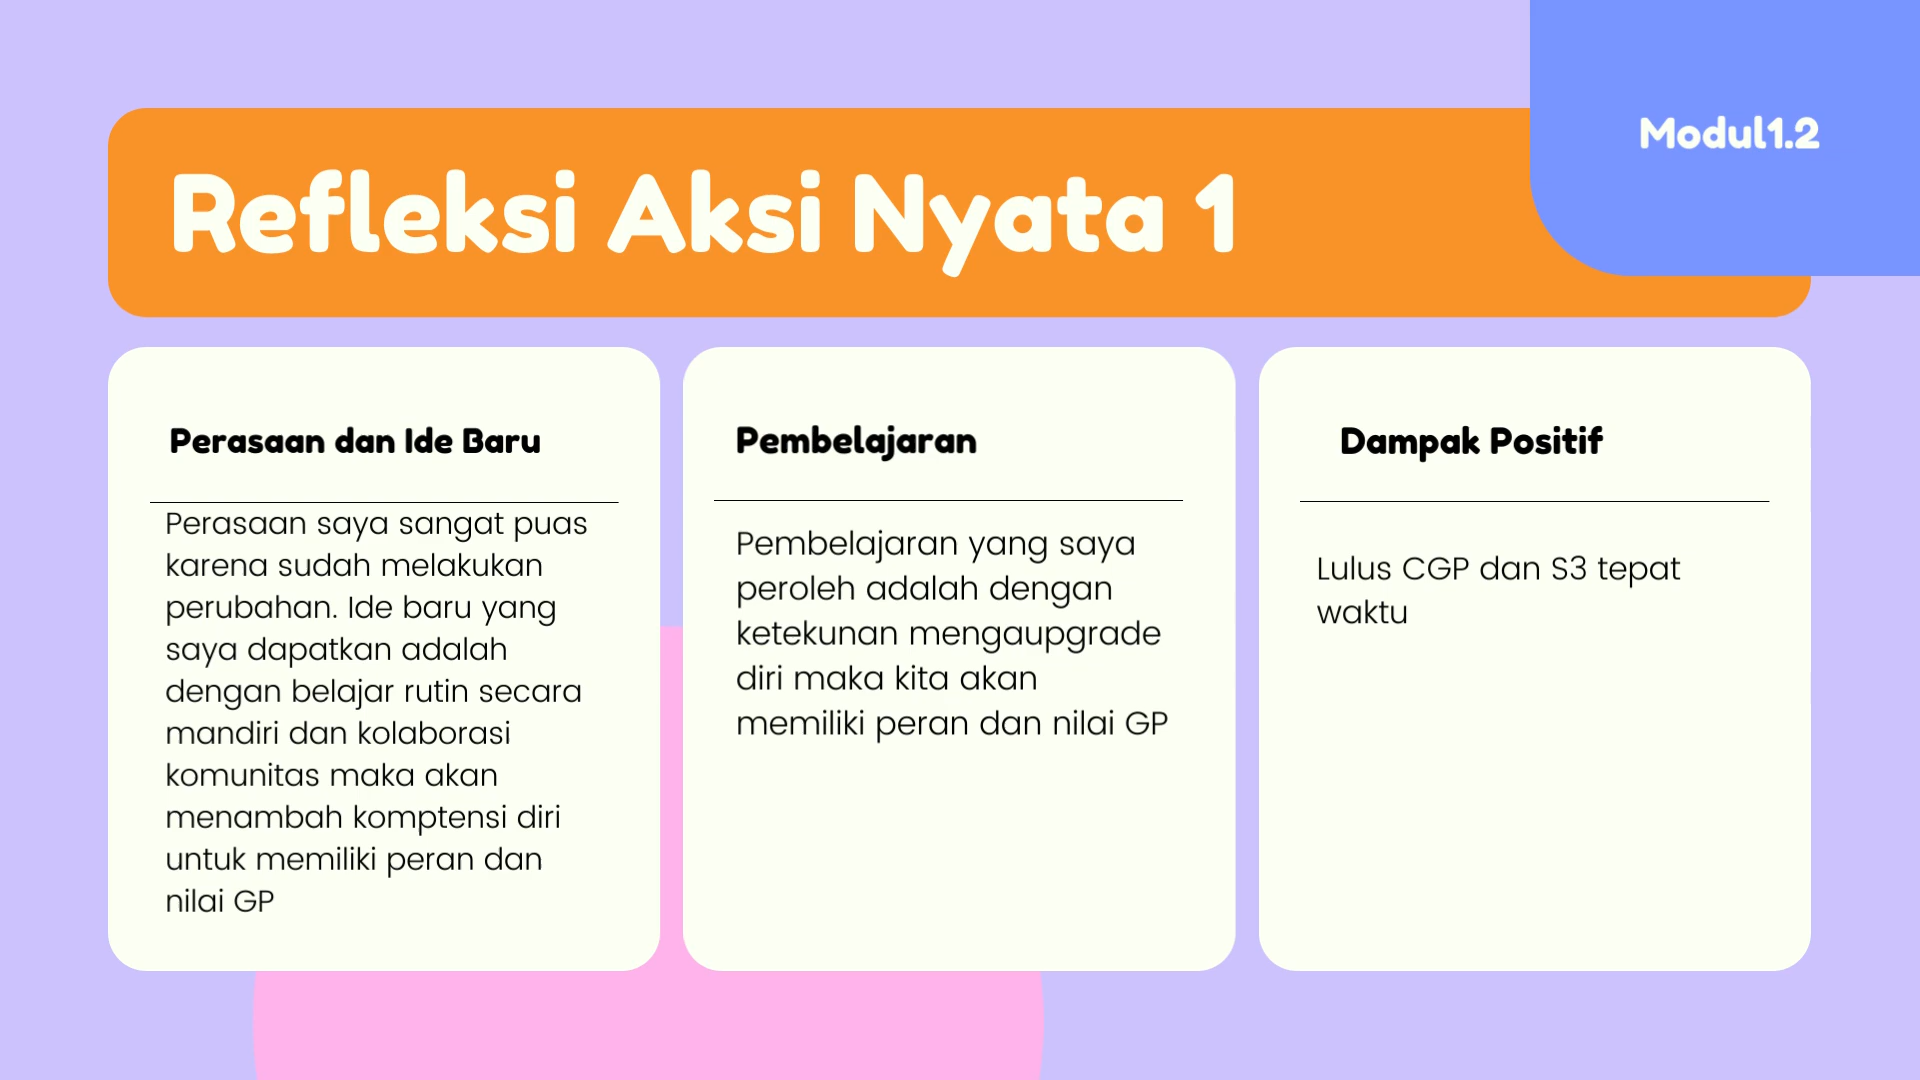 Modul1.2
Refleksi Aksi Nyata 1
Perasaan dan Ide Baru
Perasaan saya sangat puas
karena sudah melakukan
perubahan. Ide baru yang
saya dapatkan adalah
dengan belajar rutin secara
mandiri dan kolaborasi
komunitas maka akan
menambah komptensi diri
untuk memiliki peran dan
nilai GP
Pembelajaran
Pembelajaran yang saya
peroleh adalah dengan
ketekunan mengaupgrade
diri maka kita akan
memiliki peran dan nilai GP
Dampak Positif
Lulus CGP dan S3 tepat
waktu